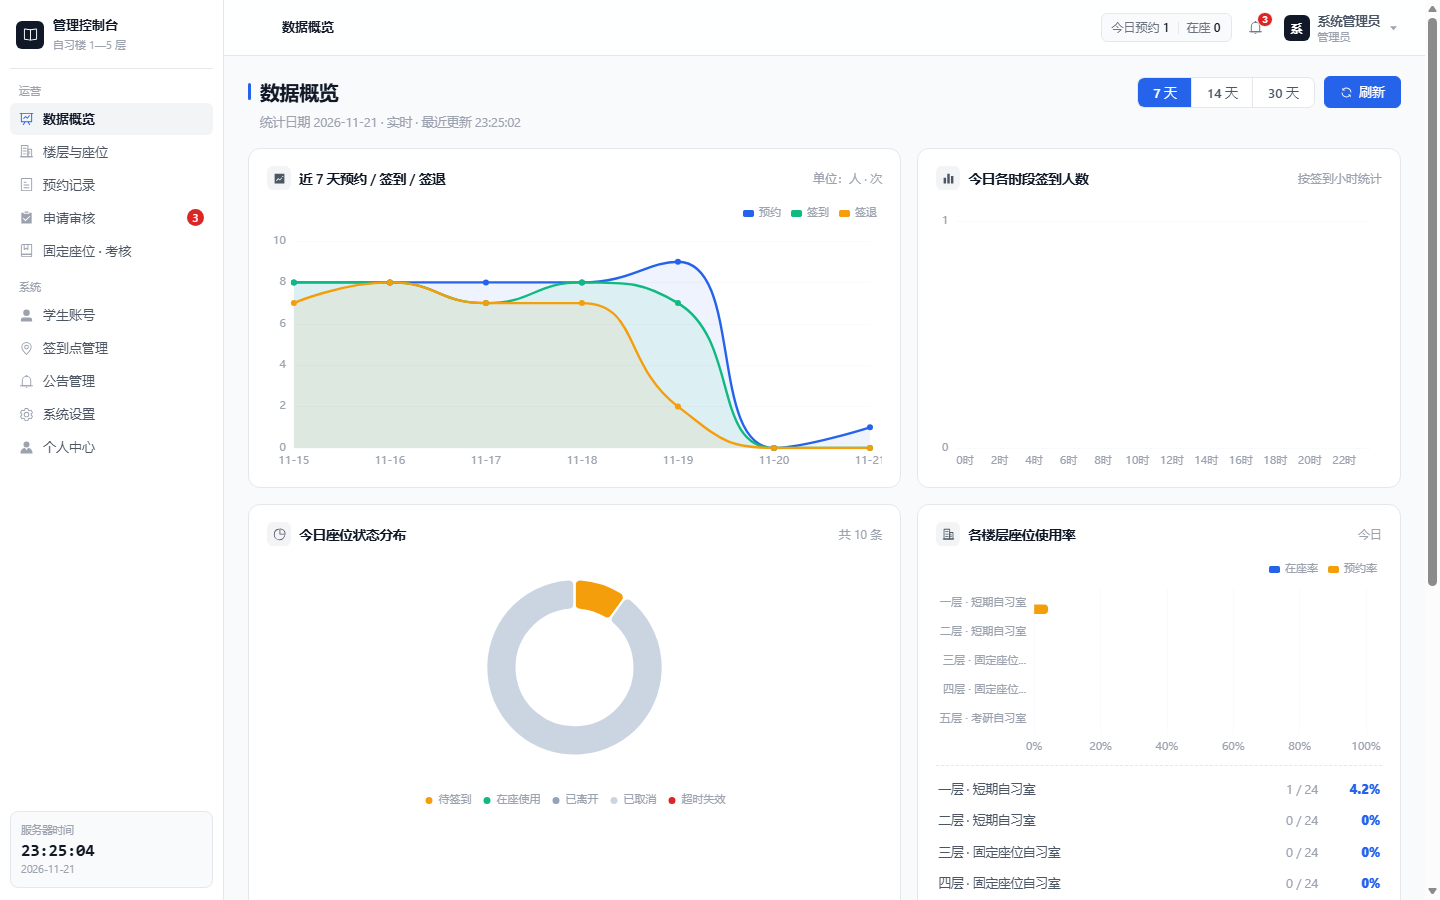 管理控制台
自习楼 1—5 层
运营
数据概览
楼层与座位
预约记录
申请审核
3
固定座位 · 考核
系统
学生账号
签到点管理
公告管理
系统设置
个人中心
服务器时间
23:25:04
2026-11-21
数据概览
今日预约 1
在座 0
3
系
系统管理员
管理员
数据概览
统计日期 2026-11-21 · 实时 · 最近更新 23:25:02
7 天
14 天
30 天
刷新
近 7 天预约 / 签到 / 签退
单位：人 · 次
预约 签到 签退
10
8
6
4
2
0
11-15 11-16 11-17 11-18 11-19 11-20 11-21
今日各时段签到人数
按签到小时统计
1
0
0时 2时 4时 6时 8时 10时 12时 14时 16时 18时 20时 22时
今日座位状态分布
共 10 条
待签到 在座使用 已离开 已取消 超时失效
各楼层座位使用率
今日
在座率 预约率
一层 · 短期自习室
二层 · 短期自习室
三层 · 固定座位...
四层 · 固定座位...
五层 · 考研自习室
0% 20% 40% 60% 80% 100%
一层 · 短期自习室 1 / 24 4.2%
二层 · 短期自习室 0 / 24 0%
三层 · 固定座位自习室 0 / 24 0%
四层 · 固定座位自习室 0 / 24 0%